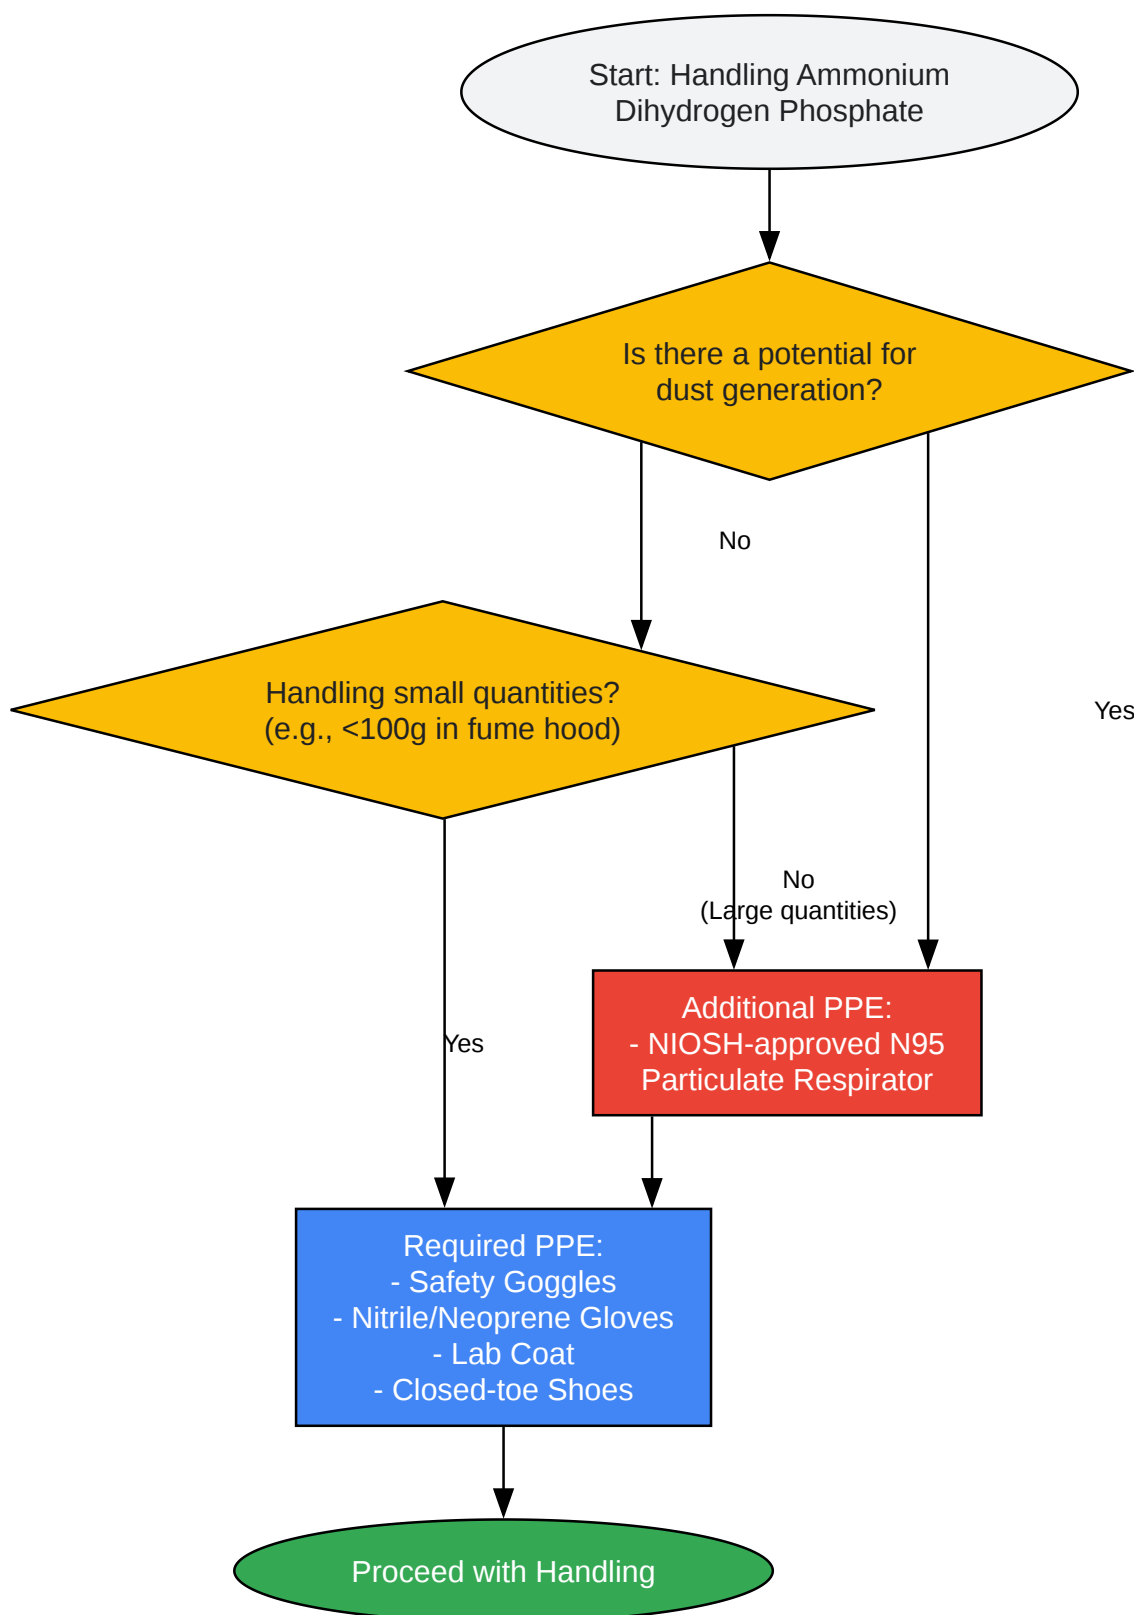 Start: Handling Ammonium
Dihydrogen Phosphate
Is there a potential for
dust generation?
No
Handling small quantities?
(e.g., <100g in fume hood)
Yes
No
(Large quantities)
Additional PPE:
- NIOSH-approved N95
Particulate Respirator
Yes
Required PPE:
- Safety Goggles
- Nitrile/Neoprene Gloves
- Lab Coat
- Closed-toe Shoes
Proceed with Handling